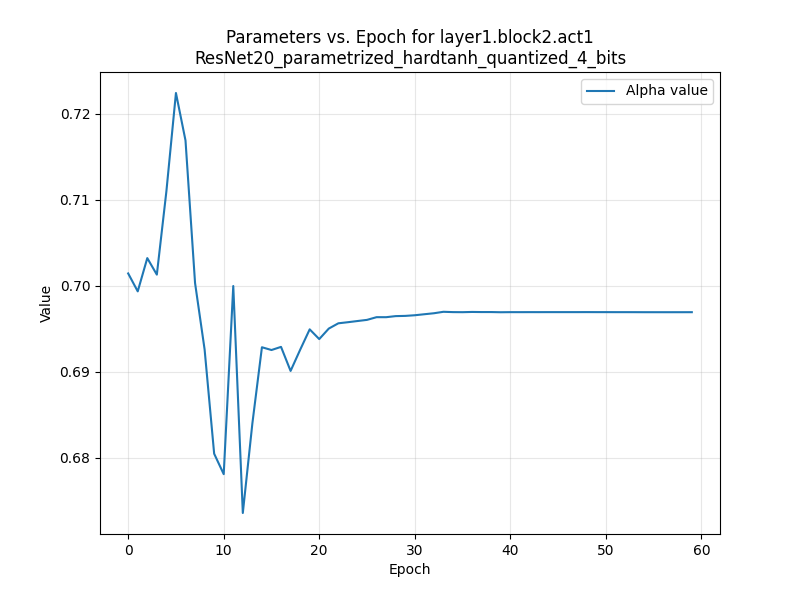 Parameters vs. Epoch for layer1.block2.act1
ResNet20_parametrized_hardtanh_quantized_4_bits
Alpha value
0.72
0.71
0.70
0.69
0.68
Value
0 10 20 30 40 50 60
Epoch